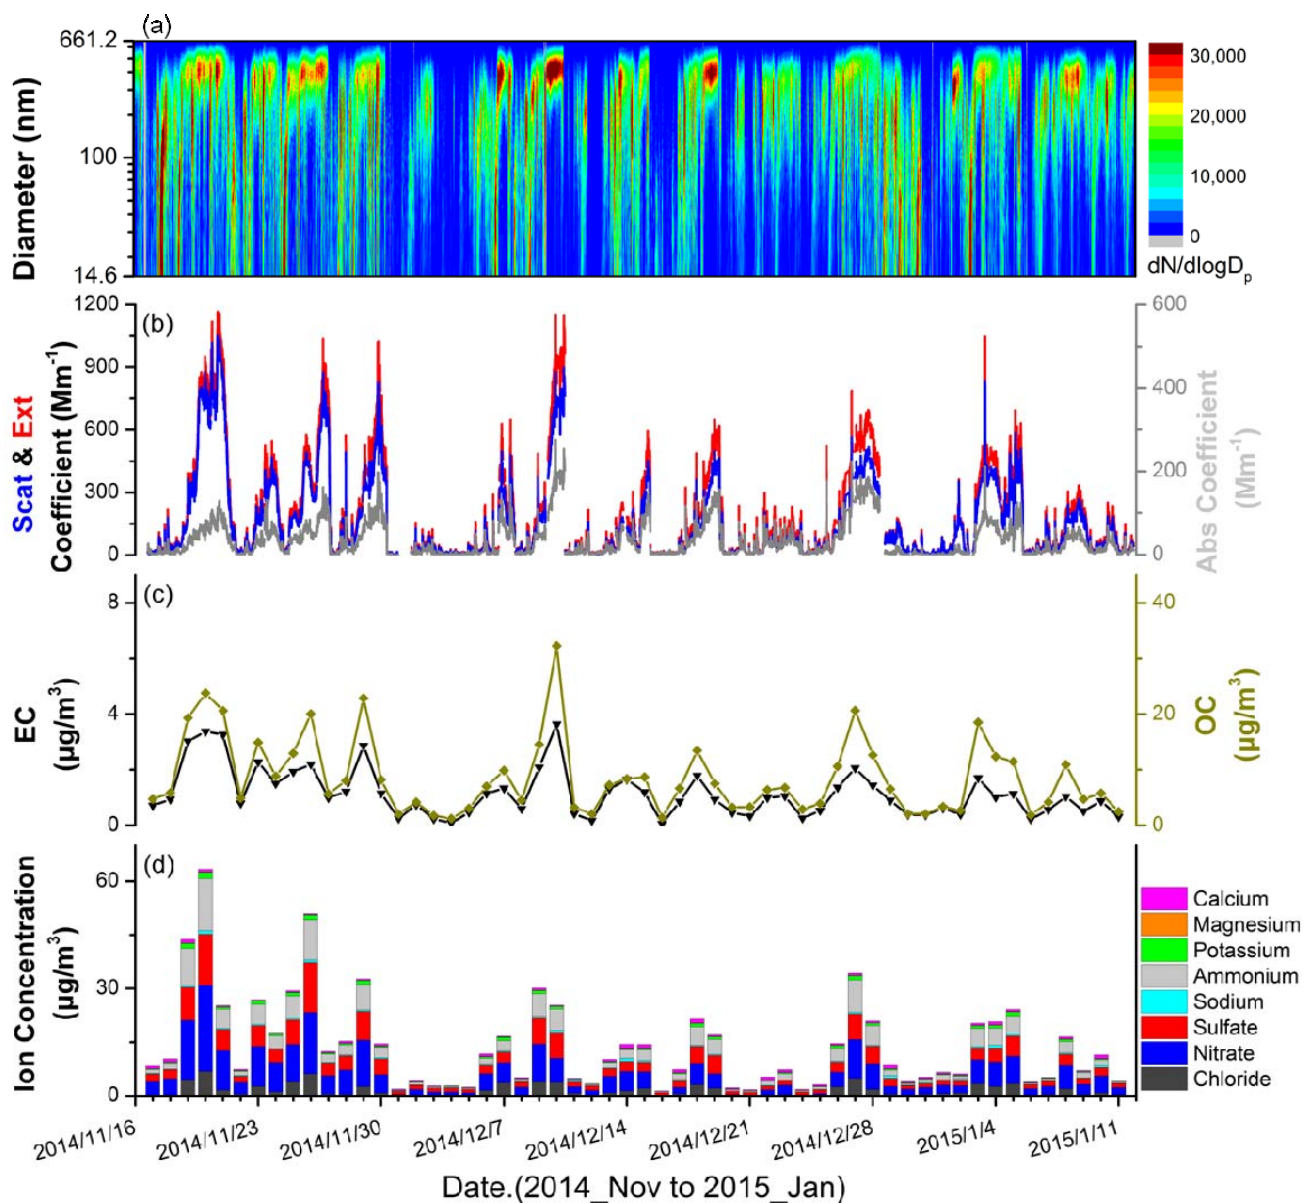 (a)
661.2
100
14.6
Diameter (nm)
30,000
20,000
10,000
0
dN/dlogDp
(b)
1200
900
600
300
0
Scat & Ext
Coefficient (Mm⁻¹)
600
400
200
0
Abs Coefficient
(Mm⁻¹)
(c)
8
4
0
EC
(μg/m³)
40
20
0
OC
(μg/m³)
(d)
60
30
0
Ion Concentration
(μg/m³)
Calcium
Magnesium
Potassium
Ammonium
Sodium
Sulfate
Nitrate
Chloride
2014/11/16
2014/11/23
2014/11/30
2014/12/7
2014/12/14
2014/12/21
2014/12/28
2015/1/4
2015/1/11
Date.(2014_Nov to 2015_Jan)